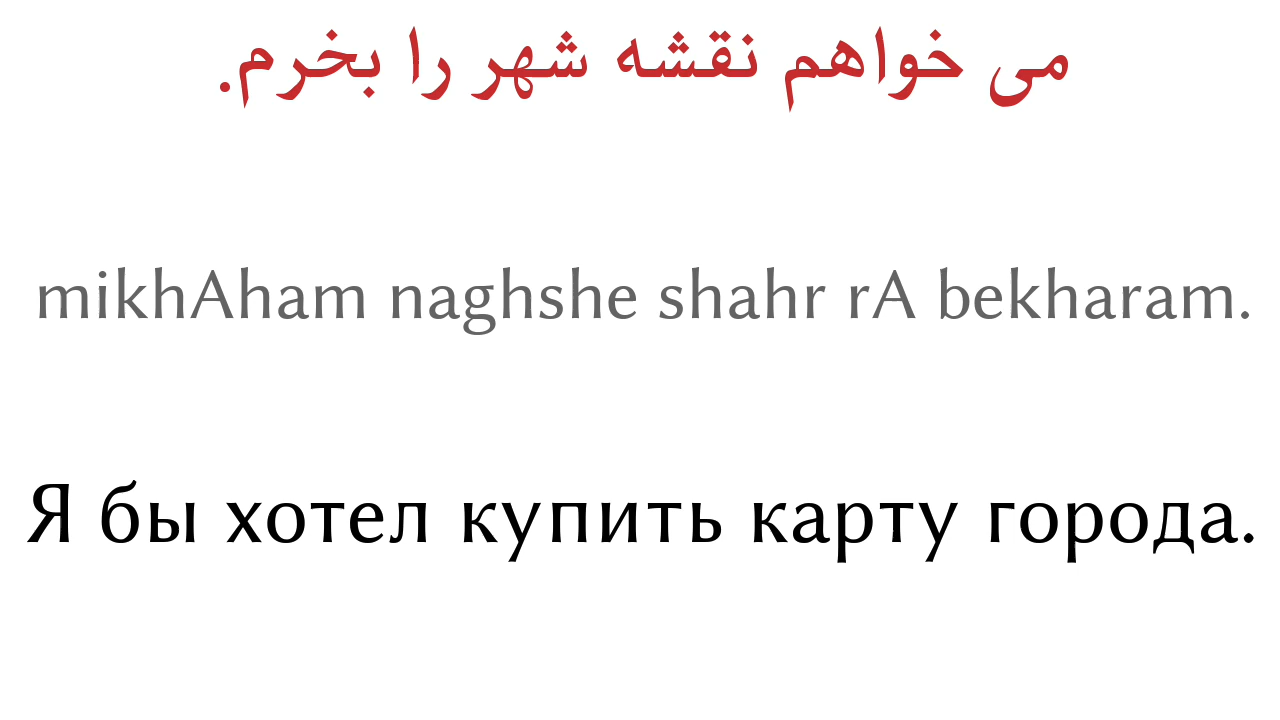 می خواهم نقشه شهر را بخرم.
mikhAham naghshe shahr rA bekharam.
Я бы хотел купить карту города.